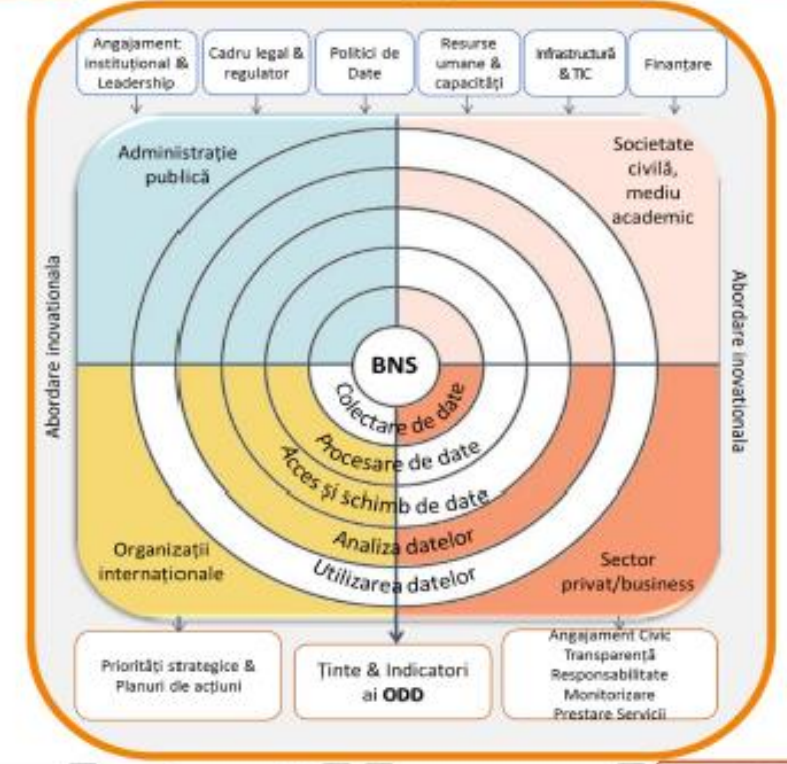 Angajament
instituțional &
Leadership
Cadru legal &
regulator
Politici de
Date
Resurse
umane &
capacități
Infrastructură
& TIC
Finanțare
Administrație
publică
Societate
civilă,
mediu
academic
Abordare inovationala
Abordare inovationala
BNS
Colectare de date
Procesare de date
Acces și schimb de date
Analiza datelor
Utilizarea datelor
Organizații
internaționale
Sector
privat/business
Priorități strategice &
Planuri de acțiuni
Ținte & Indicatori
ai ODD
Angajament Civic
Transparență
Responsabilitate
Monitorizare
Prestare Servicii